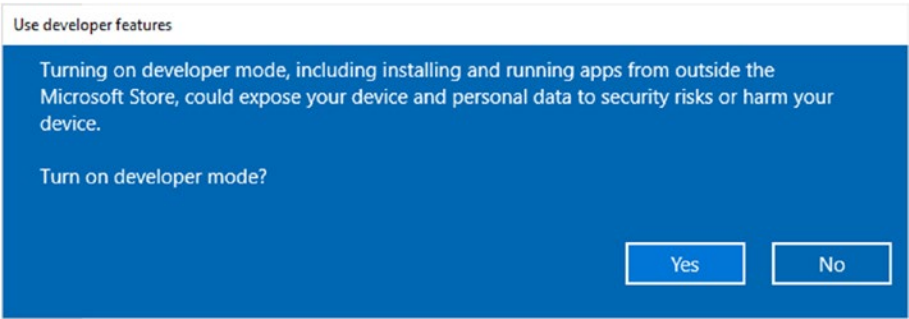 Use developer features
Turning on developer mode, including installing and running apps from outside the
Microsoft Store, could expose your device and personal data to security risks or harm your
device.
Turn on developer mode?
Yes
No